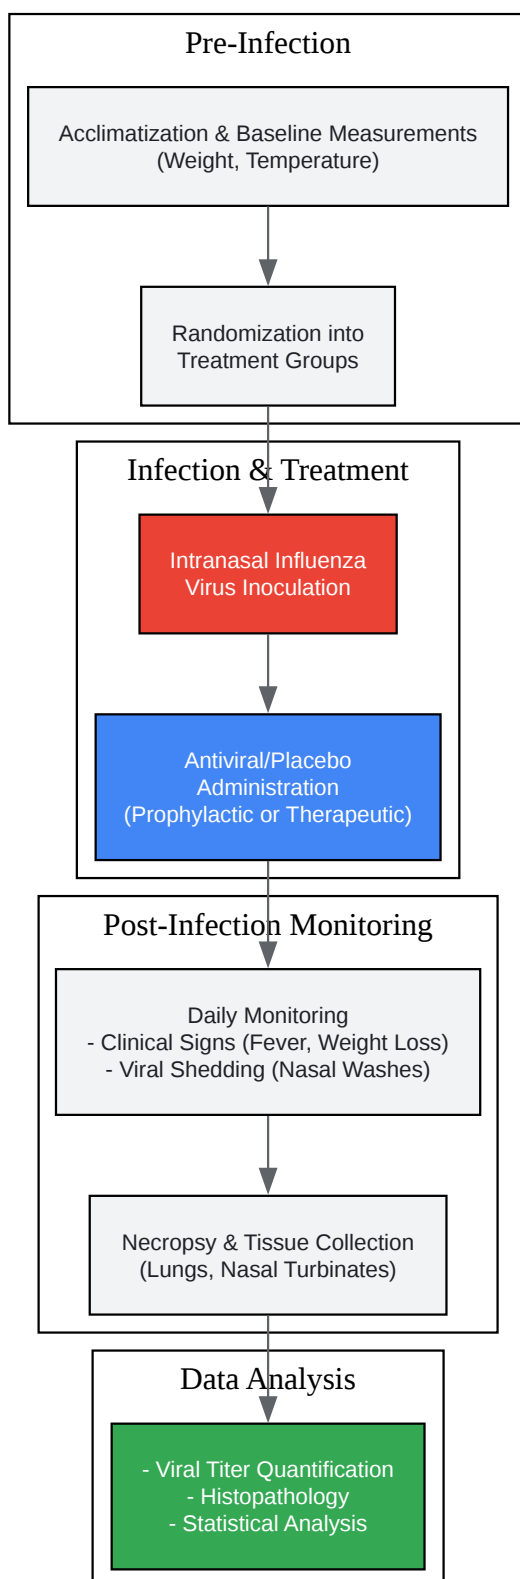 Pre-Infection
Acclimatization & Baseline Measurements
(Weight, Temperature)
Randomization into
Treatment Groups
Infection & Treatment
Intranasal Influenza
Virus Inoculation
Antiviral/Placebo
Administration
(Prophylactic or Therapeutic)
Post-Infection Monitoring
Daily Monitoring
- Clinical Signs (Fever, Weight Loss)
- Viral Shedding (Nasal Washes)
Necropsy & Tissue Collection
(Lungs, Nasal Turbinates)
Data Analysis
- Viral Titer Quantification
- Histopathology
- Statistical Analysis